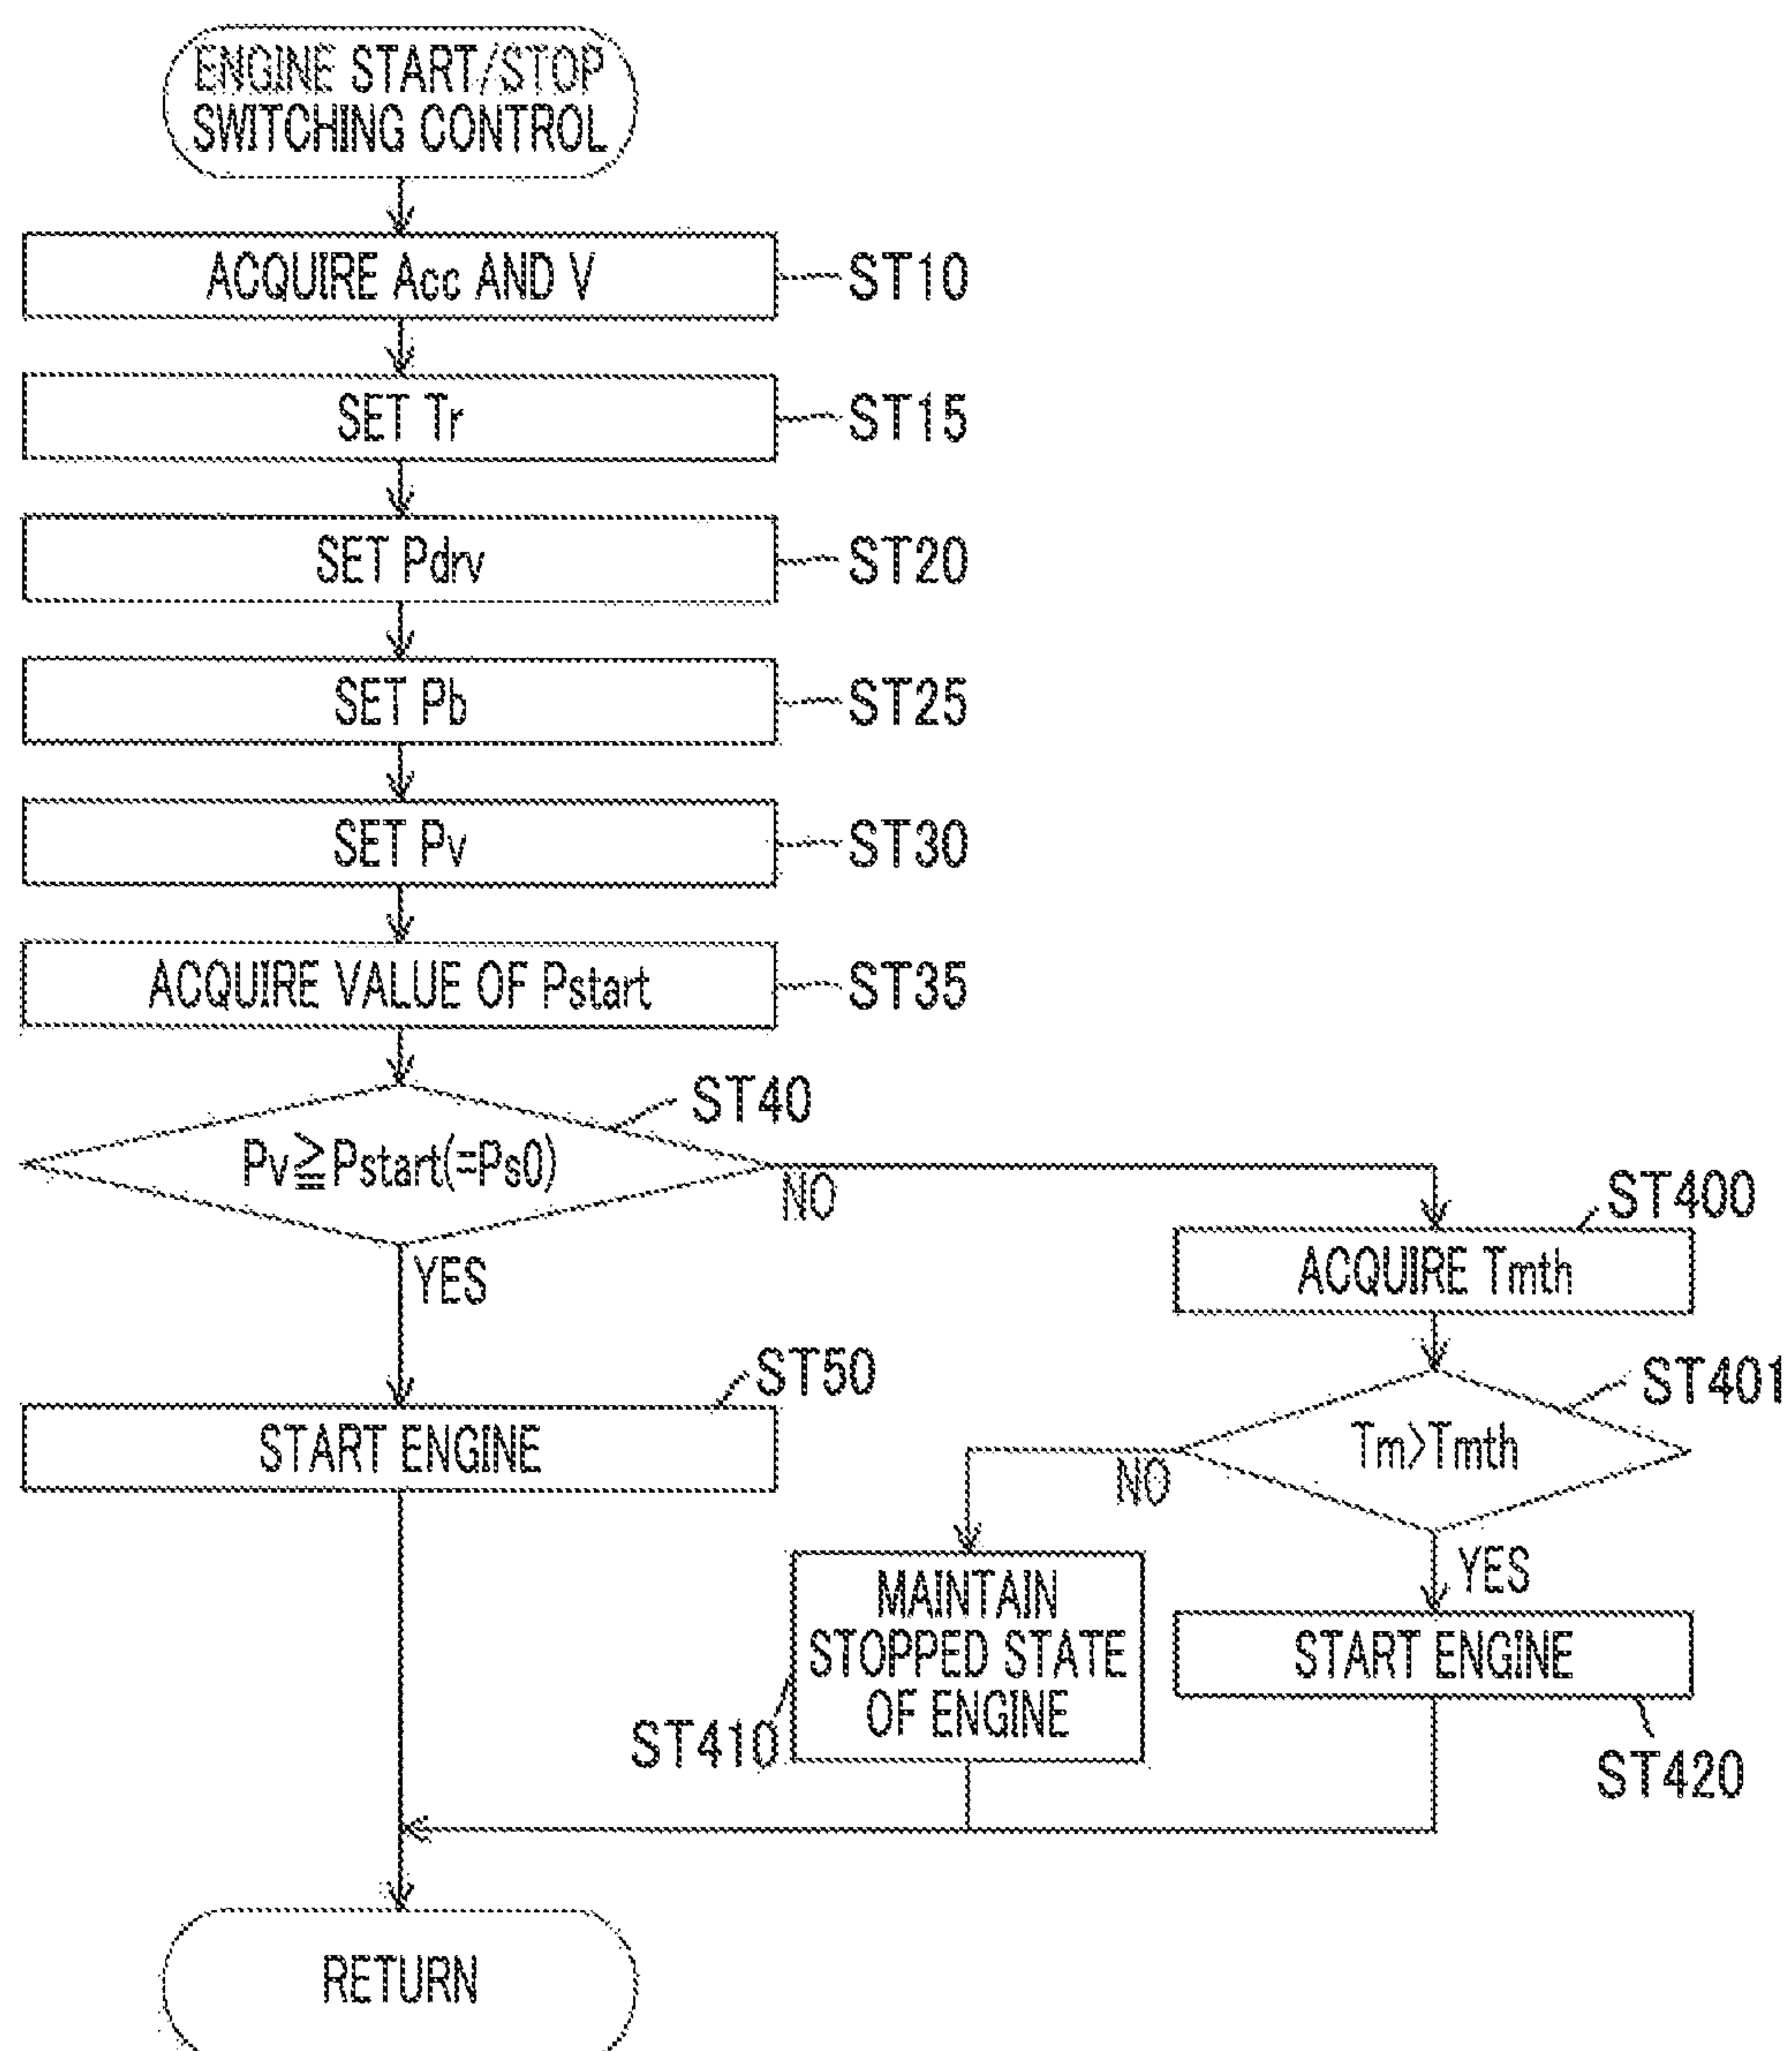 ENGINE START/STOP
SWITCHING CONTROL
ACQUIRE Acc AND V
ST10
SET Tr
ST15
SET Pdrv
ST20
SET Pb
ST25
SET Pv
ST30
ACQUIRE VALUE OF Pstart
ST35
ST40
Pv≧Pstart(=Ps0)
NO
YES
ST400
ACQUIRE Tmth
ST401
Tm>Tmth
NO
YES
ST50
START ENGINE
MAINTAIN
STOPPED STATE
OF ENGINE
ST410
START ENGINE
ST420
RETURN